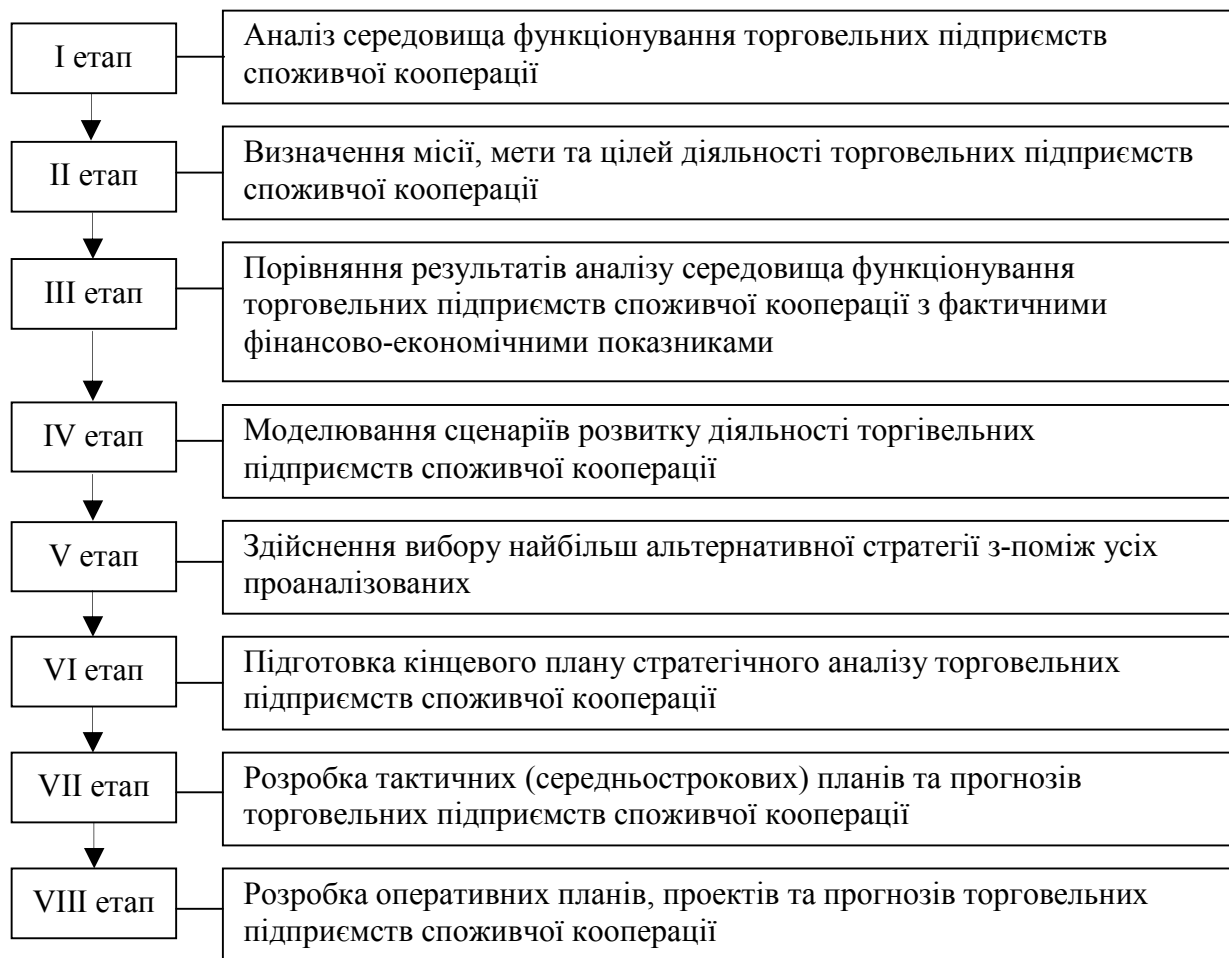 І етап
Аналіз середовища функціонування торговельних підприємств
споживчої кооперації
ІІ етап
Визначення місії, мети та цілей діяльності торговельних підприємств
споживчої кооперації
ІІІ етап
Порівняння результатів аналізу середовища функціонування
торговельних підприємств споживчої кооперації з фактичними
фінансово-економічними показниками
IV етап
Моделювання сценаріїв розвитку діяльності торгівельних
підприємств споживчої кооперації
V етап
Здійснення вибору найбільш альтернативної стратегії з-поміж усіх
проаналізованих
VI етап
Підготовка кінцевого плану стратегічного аналізу торговельних
підприємств споживчої кооперації
VII етап
Розробка тактичних (середньострокових) планів та прогнозів
торговельних підприємств споживчої кооперації
VIII етап
Розробка оперативних планів, проектів та прогнозів торговельних
підприємств споживчої кооперації